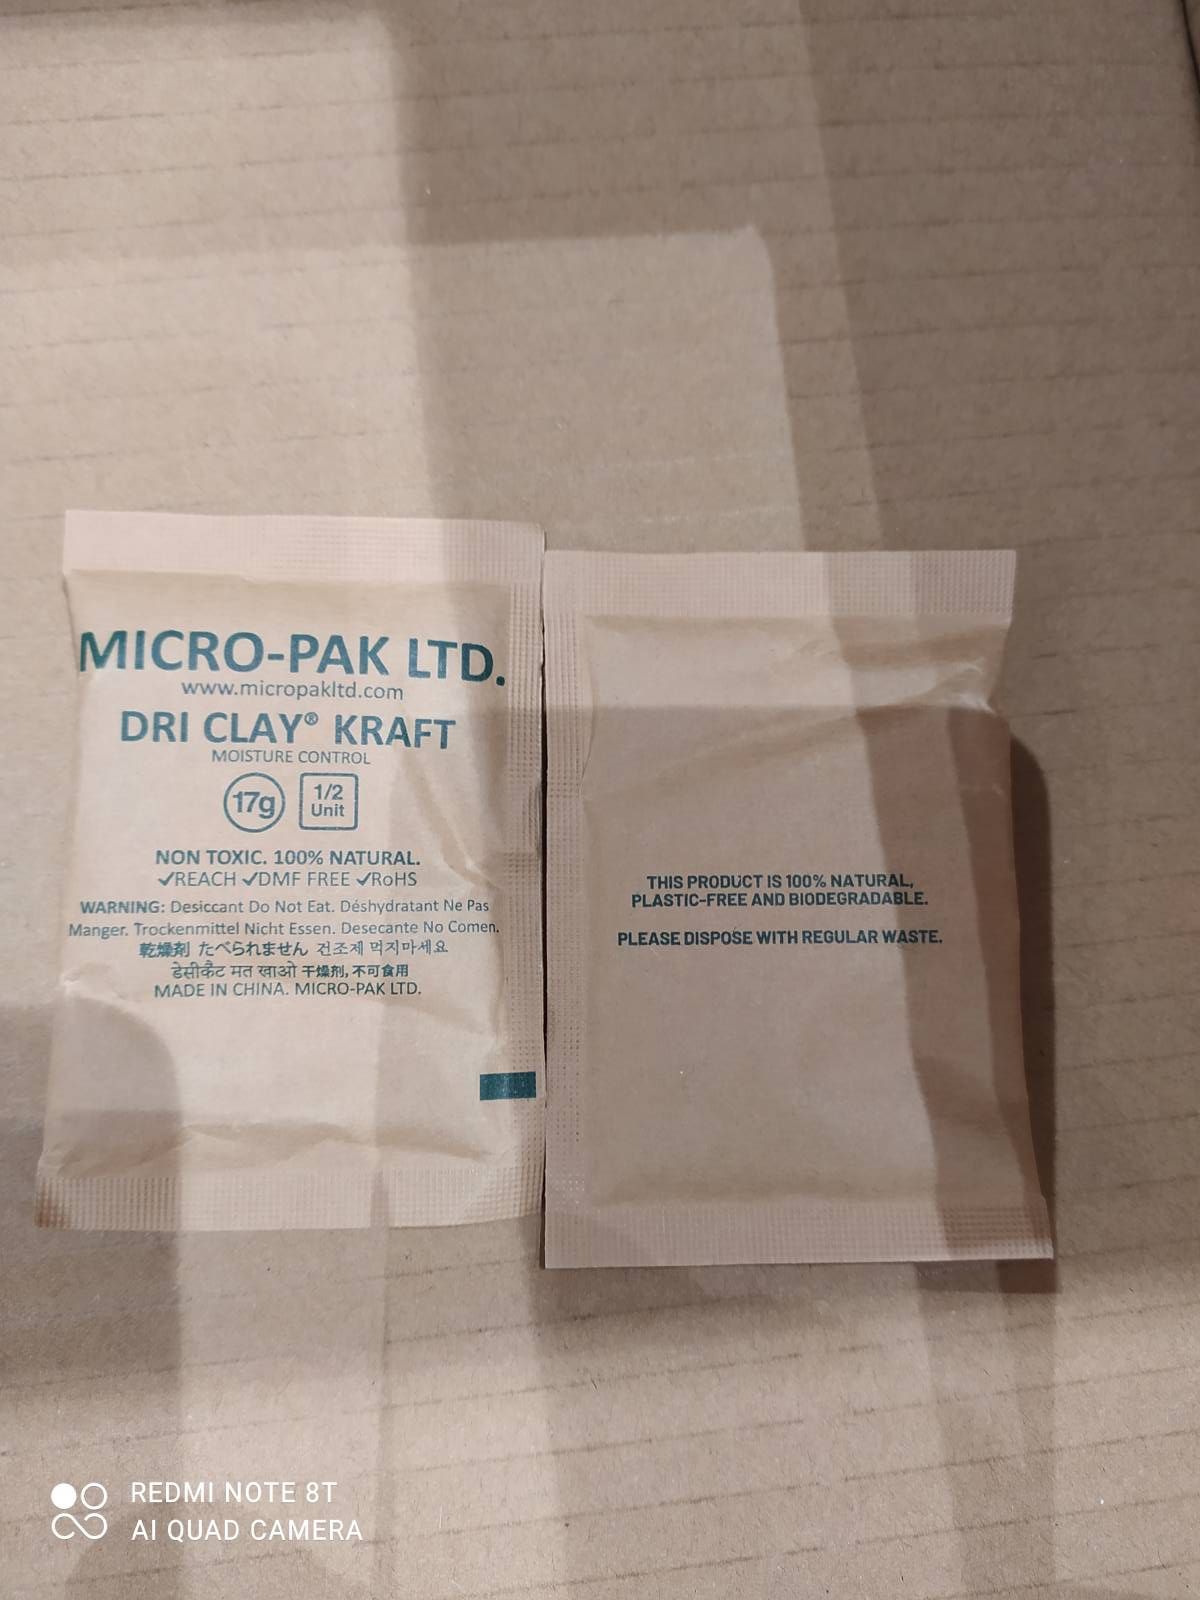 MICRO-PAK LTD.
www.micropakltd.com
DRI CLAY® KRAFT
MOISTURE CONTROL
17g
1/2
Unit
NON TOXIC. 100% NATURAL.
✓REACH ✓DMF FREE ✓RoHS
WARNING: Desiccant Do Not Eat. Déshydratant Ne Pas
Manger. Trockenmittel Nicht Essen. Desecante No Comen.
乾燥剤 たべられません 건조제 먹지마세요
डेसीकैट मत खाओ 干燥剂, 不可食用
MADE IN CHINA. MICRO-PAK LTD.
THIS PRODUCT IS 100% NATURAL,
PLASTIC-FREE AND BIODEGRADABLE.
PLEASE DISPOSE WITH REGULAR WASTE.
REDMI NOTE 8T
AI QUAD CAMERA